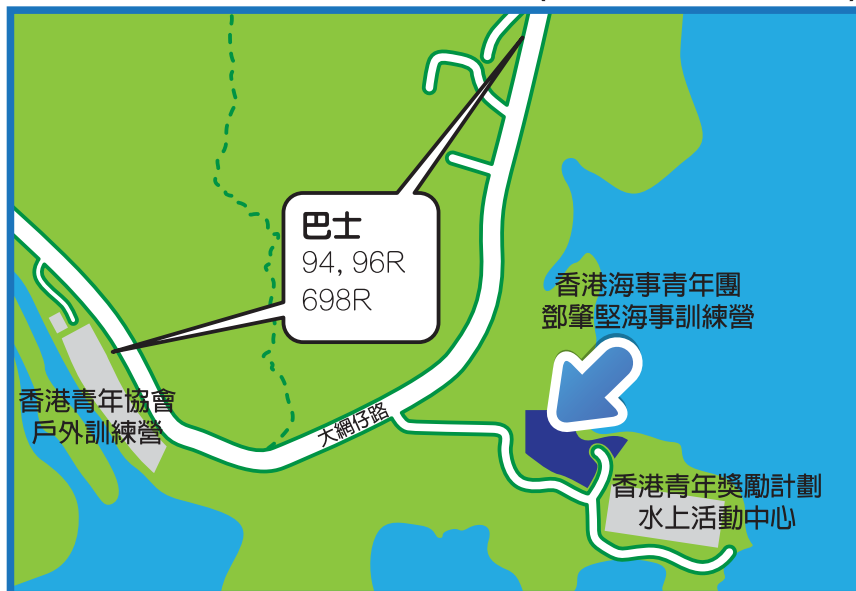 巴士
94, 96R
698R
香港海事青年團
鄧肇堅海事訓練營
香港青年協會
戶外訓練營
大網仔路
香港青年獎勵計劃
水上活動中心